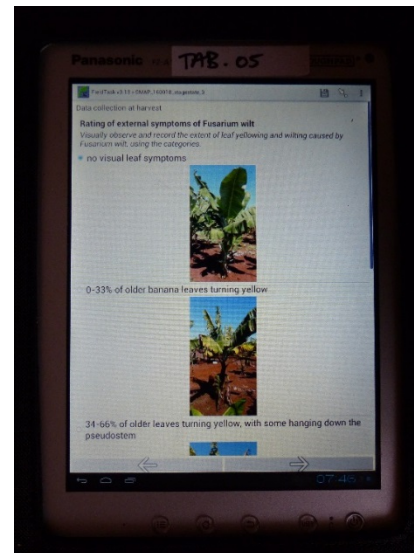 Panasonic
TAB. 05
Data collection at harvest
Rating of external symptoms of Fusarium wilt
Visually observe and record the extent of leaf yellowing and wilting caused by
Fusarium wilt, using the categories.
no visual leaf symptoms
0-33% of older banana leaves turning yellow
34-66% of older leaves turning yellow, with some hanging down the
pseudostem
07:46